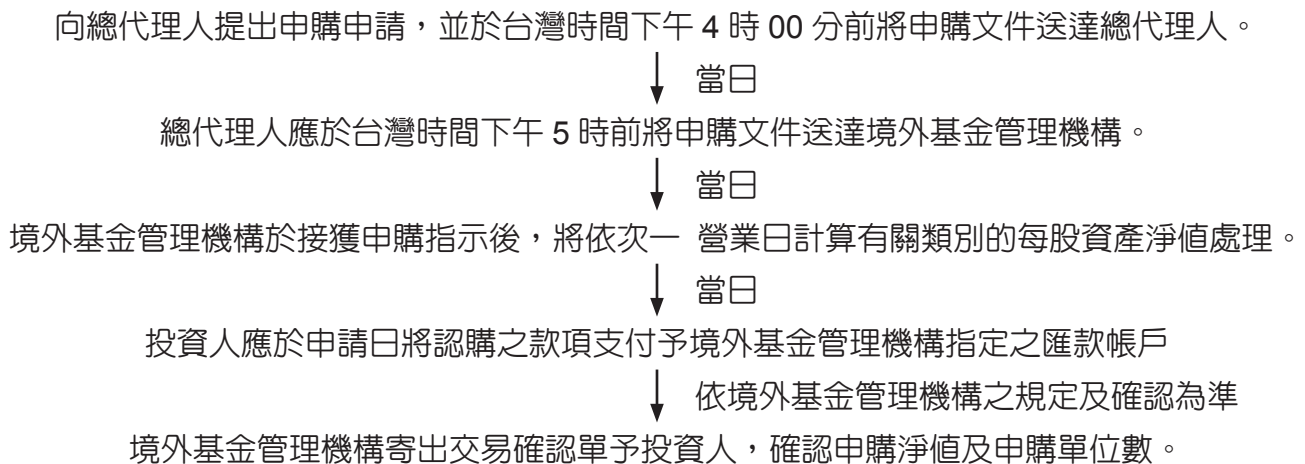 向總代理人提出申購申請，並於台灣時間下午 4 時 00 分前將申購文件送達總代理人。
當日
總代理人應於台灣時間下午 5 時前將申購文件送達境外基金管理機構。
當日
境外基金管理機構於接獲申購指示後，將依次一 營業日計算有關類別的每股資產淨值處理。
當日
投資人應於申請日將認購之款項支付予境外基金管理機構指定之匯款帳戶
依境外基金管理機構之規定及確認為準
境外基金管理機構寄出交易確認單予投資人，確認申購淨值及申購單位數。